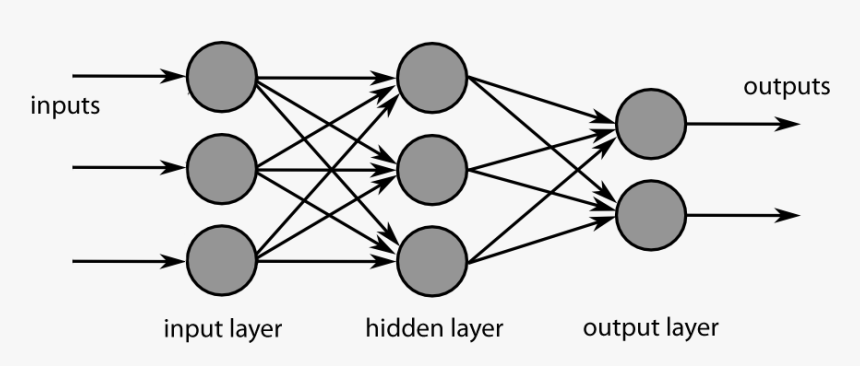 outputs
inputs
input layer
hidden layer
output layer